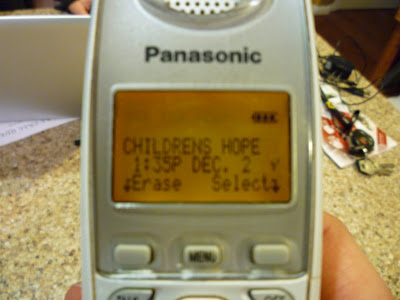 Panasonic
CHILDRENS HOPE
1:35P DEC. 2 √
Erase Select
MENU